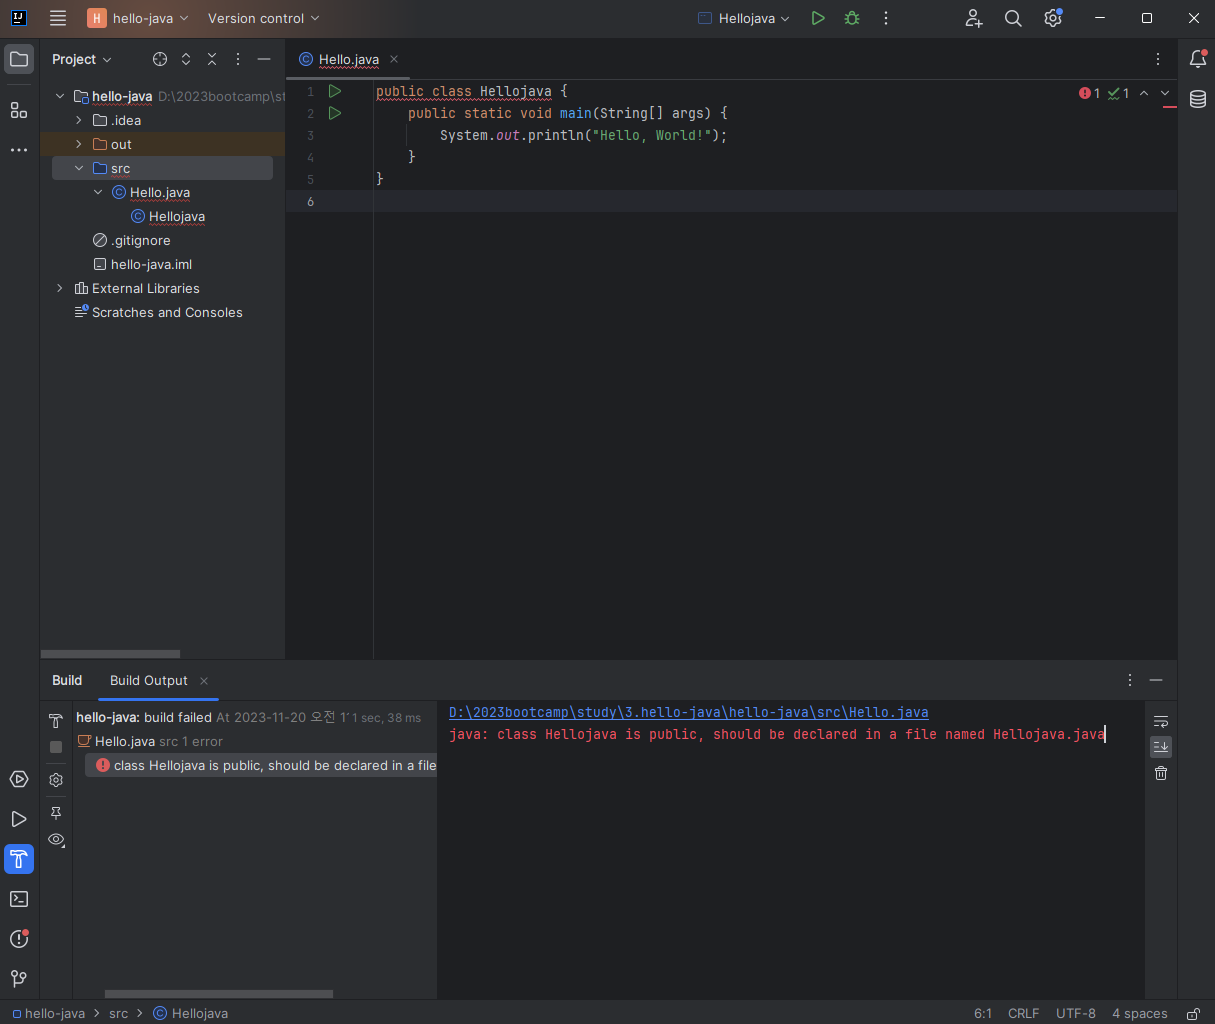 H hello-java Version control Hellojava
Project
Hello.java
hello-java D:\2023bootcamp\st
.idea
out
src
Hello.java
Hellojava
.gitignore
hello-java.iml
External Libraries
Scratches and Consoles
1 public class Hellojava {
2 public static void main(String[] args) {
3 System.out.println("Hello, World!");
4 }
5 }
6
1 1
Build Build Output
hello-java: build failed At 2023-11-20 오전 1 1 sec, 38 ms
Hello.java src 1 error
class Hellojava is public, should be declared in a file
D:\2023bootcamp\study\3.hello-java\hello-java\src\Hello.java
java: class Hellojava is public, should be declared in a file named Hellojava.java
hello-java > src > Hellojava 6:1 CRLF UTF-8 4 spaces